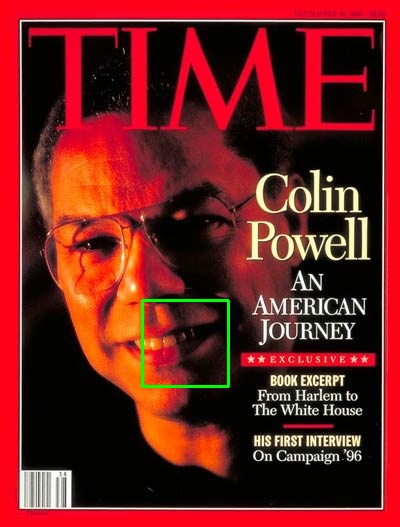 TIME
Colin
Powell
AN
AMERICAN
JOURNEY
★★ EXCLUSIVE ★★
BOOK EXCERPT
From Harlem to
The White House
HIS FIRST INTERVIEW
On Campaign '96
38